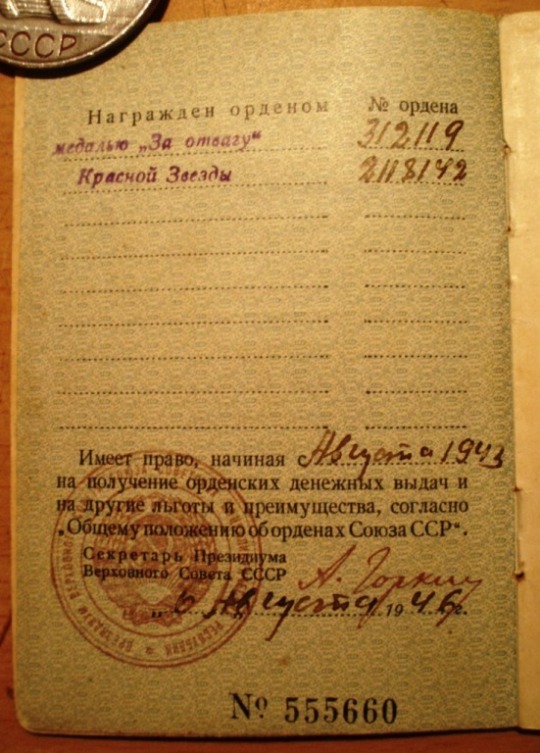 СССР
Награжден орденом № ордена
медалью „За отвагу“ 312119
Красной Звезды 2118142
Имеет право, начиная с Августа 1943
на получение орденских денежных выдач и
на другие льготы и преимущества, согласно
„Общему положению об орденах Союза ССР“.
Секретарь Президиума
Верховного Совета СССР А. Горкин
„ 6 Августа 1946 г.
№ 555660